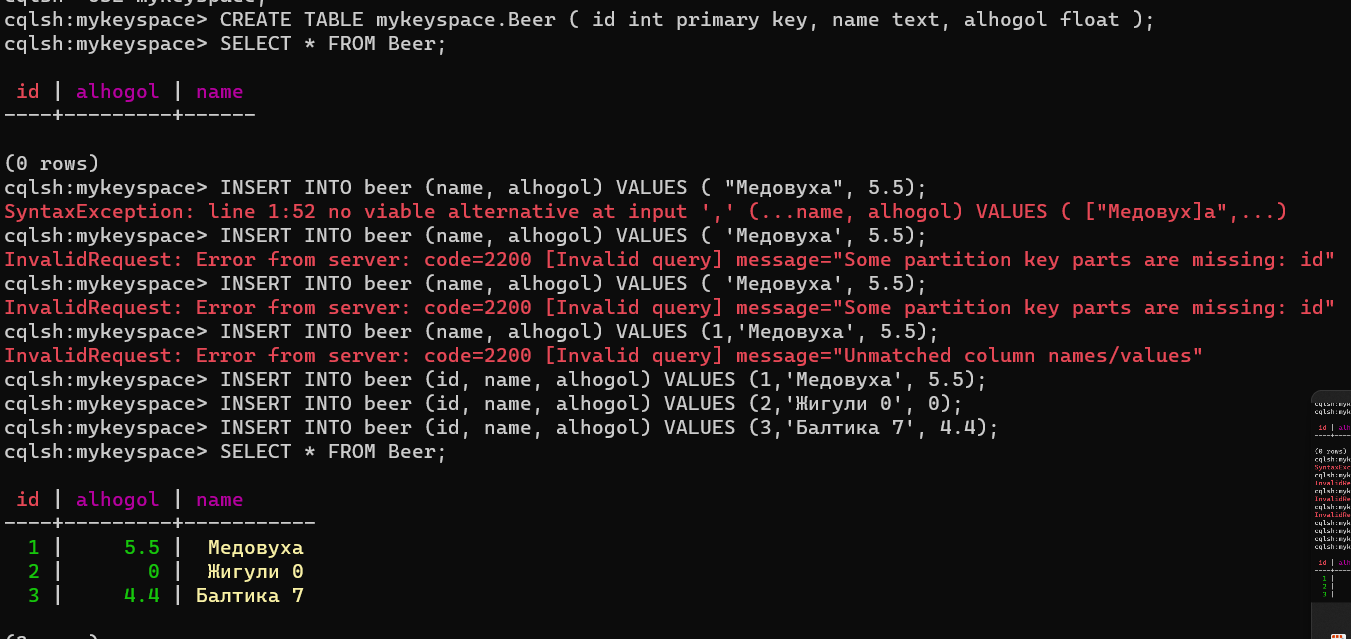 cqlsh:mykeyspace> CREATE TABLE mykeyspace.Beer ( id int primary key, name text, alhogol float );
cqlsh:mykeyspace> SELECT * FROM Beer;
 id | alhogol | name
----+---------+------
(0 rows)
cqlsh:mykeyspace> INSERT INTO beer (name, alhogol) VALUES ( "Медовуха", 5.5);
SyntaxException: line 1:52 no viable alternative at input ',' (...name, alhogol) VALUES ( ["Медовух]а",...)
cqlsh:mykeyspace> INSERT INTO beer (name, alhogol) VALUES ( 'Медовуха', 5.5);
InvalidRequest: Error from server: code=2200 [Invalid query] message="Some partition key parts are missing: id"
cqlsh:mykeyspace> INSERT INTO beer (name, alhogol) VALUES ( 'Медовуха', 5.5);
InvalidRequest: Error from server: code=2200 [Invalid query] message="Some partition key parts are missing: id"
cqlsh:mykeyspace> INSERT INTO beer (name, alhogol) VALUES (1,'Медовуха', 5.5);
InvalidRequest: Error from server: code=2200 [Invalid query] message="Unmatched column names/values"
cqlsh:mykeyspace> INSERT INTO beer (id, name, alhogol) VALUES (1,'Медовуха', 5.5);
cqlsh:mykeyspace> INSERT INTO beer (id, name, alhogol) VALUES (2,'Жигули 0', 0);
cqlsh:mykeyspace> INSERT INTO beer (id, name, alhogol) VALUES (3,'Балтика 7', 4.4);
cqlsh:mykeyspace> SELECT * FROM Beer;
 id | alhogol | name
----+---------+-----------
  1 |     5.5 |  Медовуха
  2 |       0 |  Жигули 0
  3 |     4.4 | Балтика 7